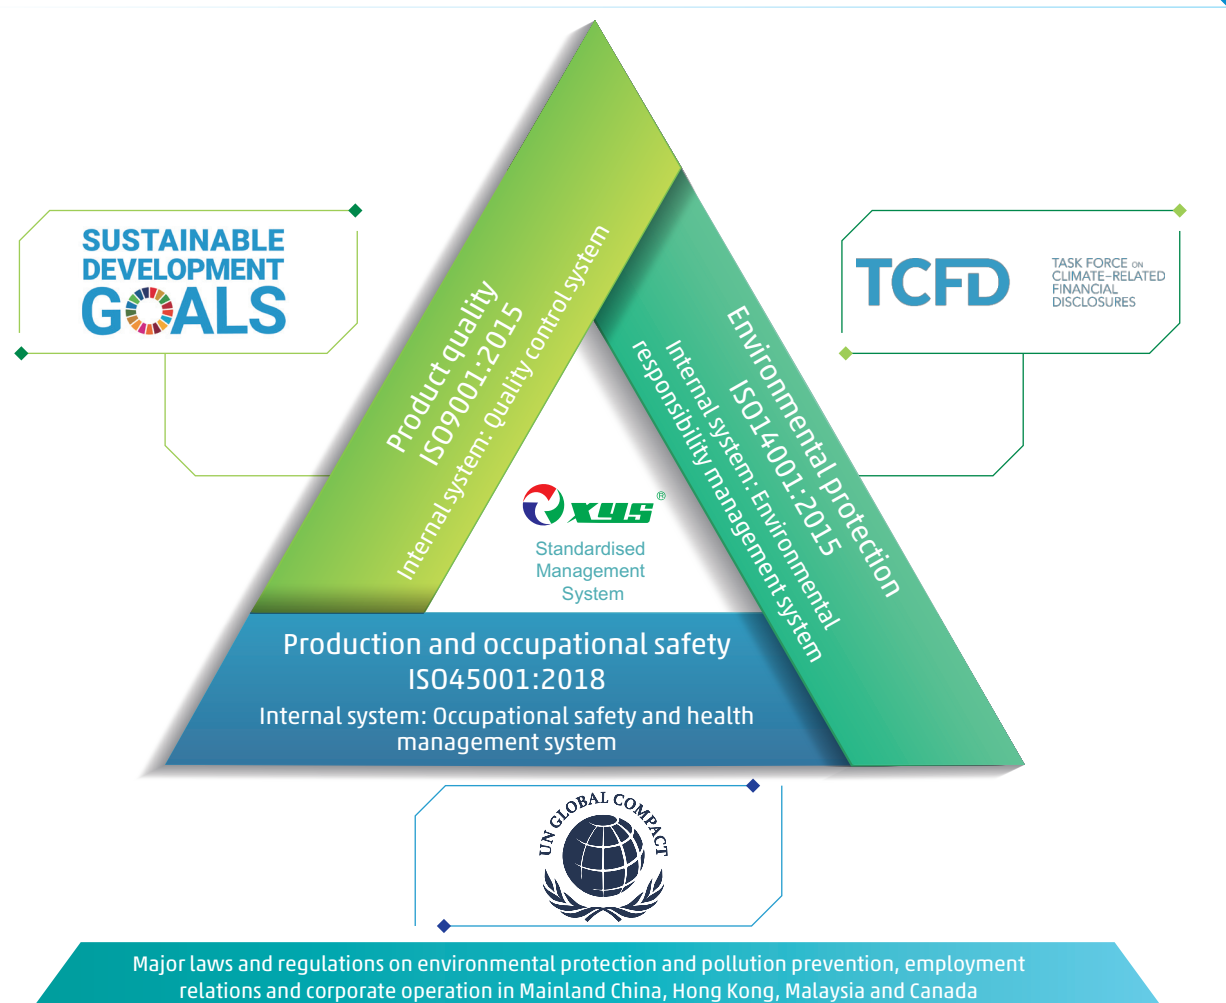 SUSTAINABLE
DEVELOPMENT
GOALS
TCFD
TASK FORCE ON
CLIMATE-RELATED
FINANCIAL
DISCLOSURES
Product quality
ISO9001:2015
Internal system: Quality control system
Environmental protection
ISO14001:2015
Internal system: Environmental
responsibility management system
xys®
Standardised
Management
System
Production and occupational safety
ISO45001:2018
Internal system: Occupational safety and health
management system
UN GLOBAL COMPACT
Major laws and regulations on environmental protection and pollution prevention, employment
relations and corporate operation in Mainland China, Hong Kong, Malaysia and Canada